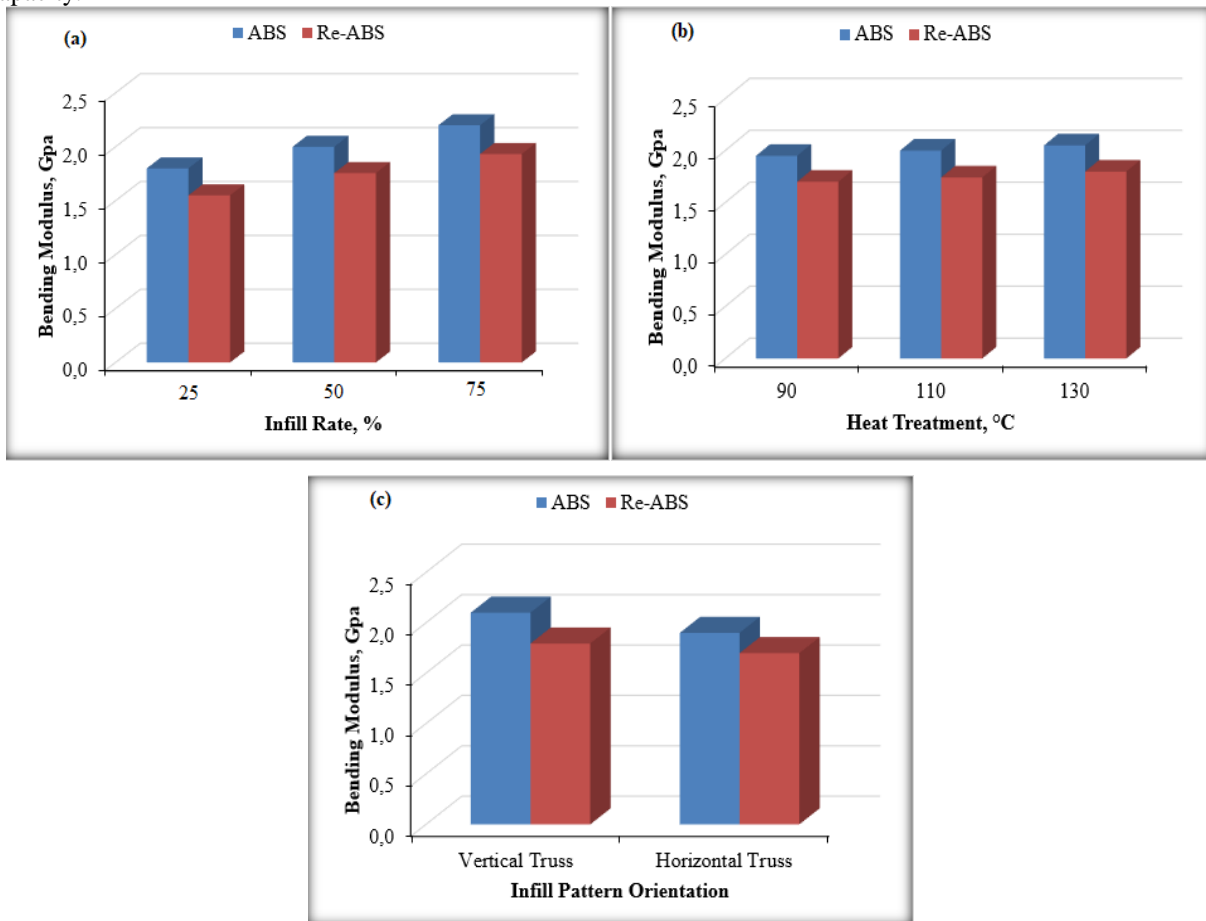 (a)
ABS Re-ABS
Bending Modulus, Gpa
2,5
2,0
1,5
1,0
0,5
0,0
25 50 75
Infill Rate, %
(b)
ABS Re-ABS
Bending Modulus, Gpa
2,5
2,0
1,5
1,0
0,5
0,0
90 110 130
Heat Treatment, °C
(c)
ABS Re-ABS
Bending Modulus, Gpa
2,5
2,0
1,5
1,0
0,5
0,0
Vertical Truss Horizontal Truss
Infill Pattern Orientation